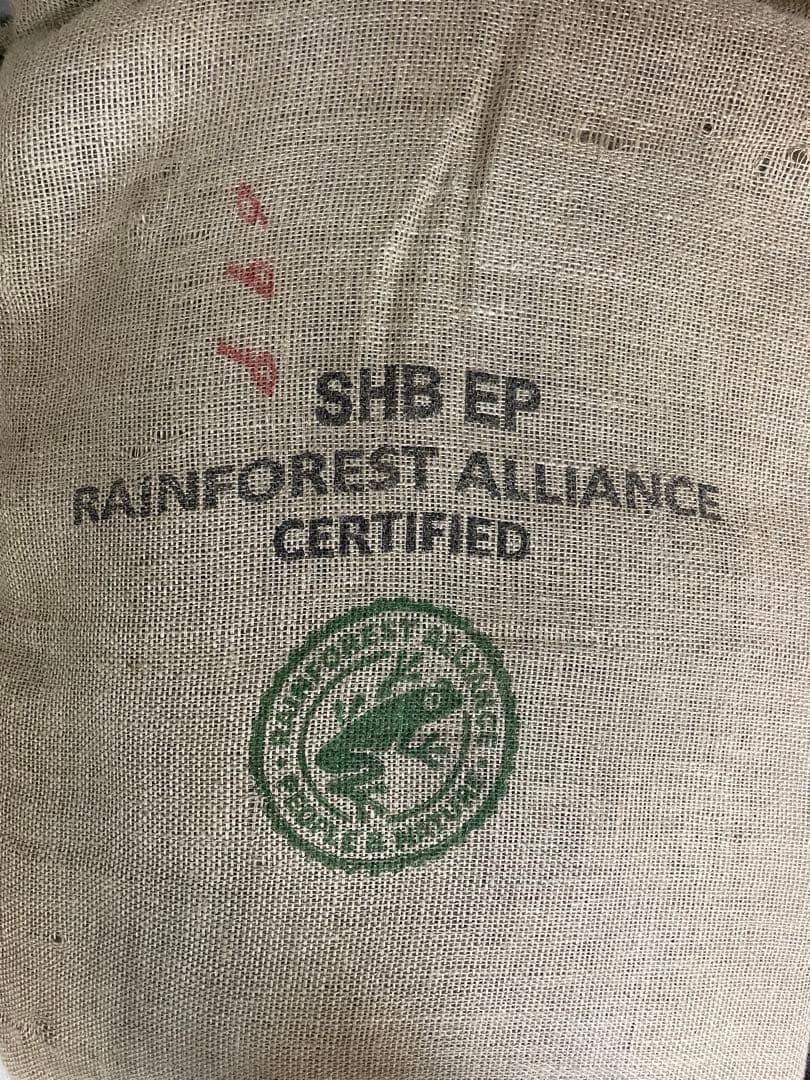 SHB EP
RAINFOREST ALLIANCE
CERTIFIED
RAINFOREST ALLIANCE
PEOPLE & NATURE